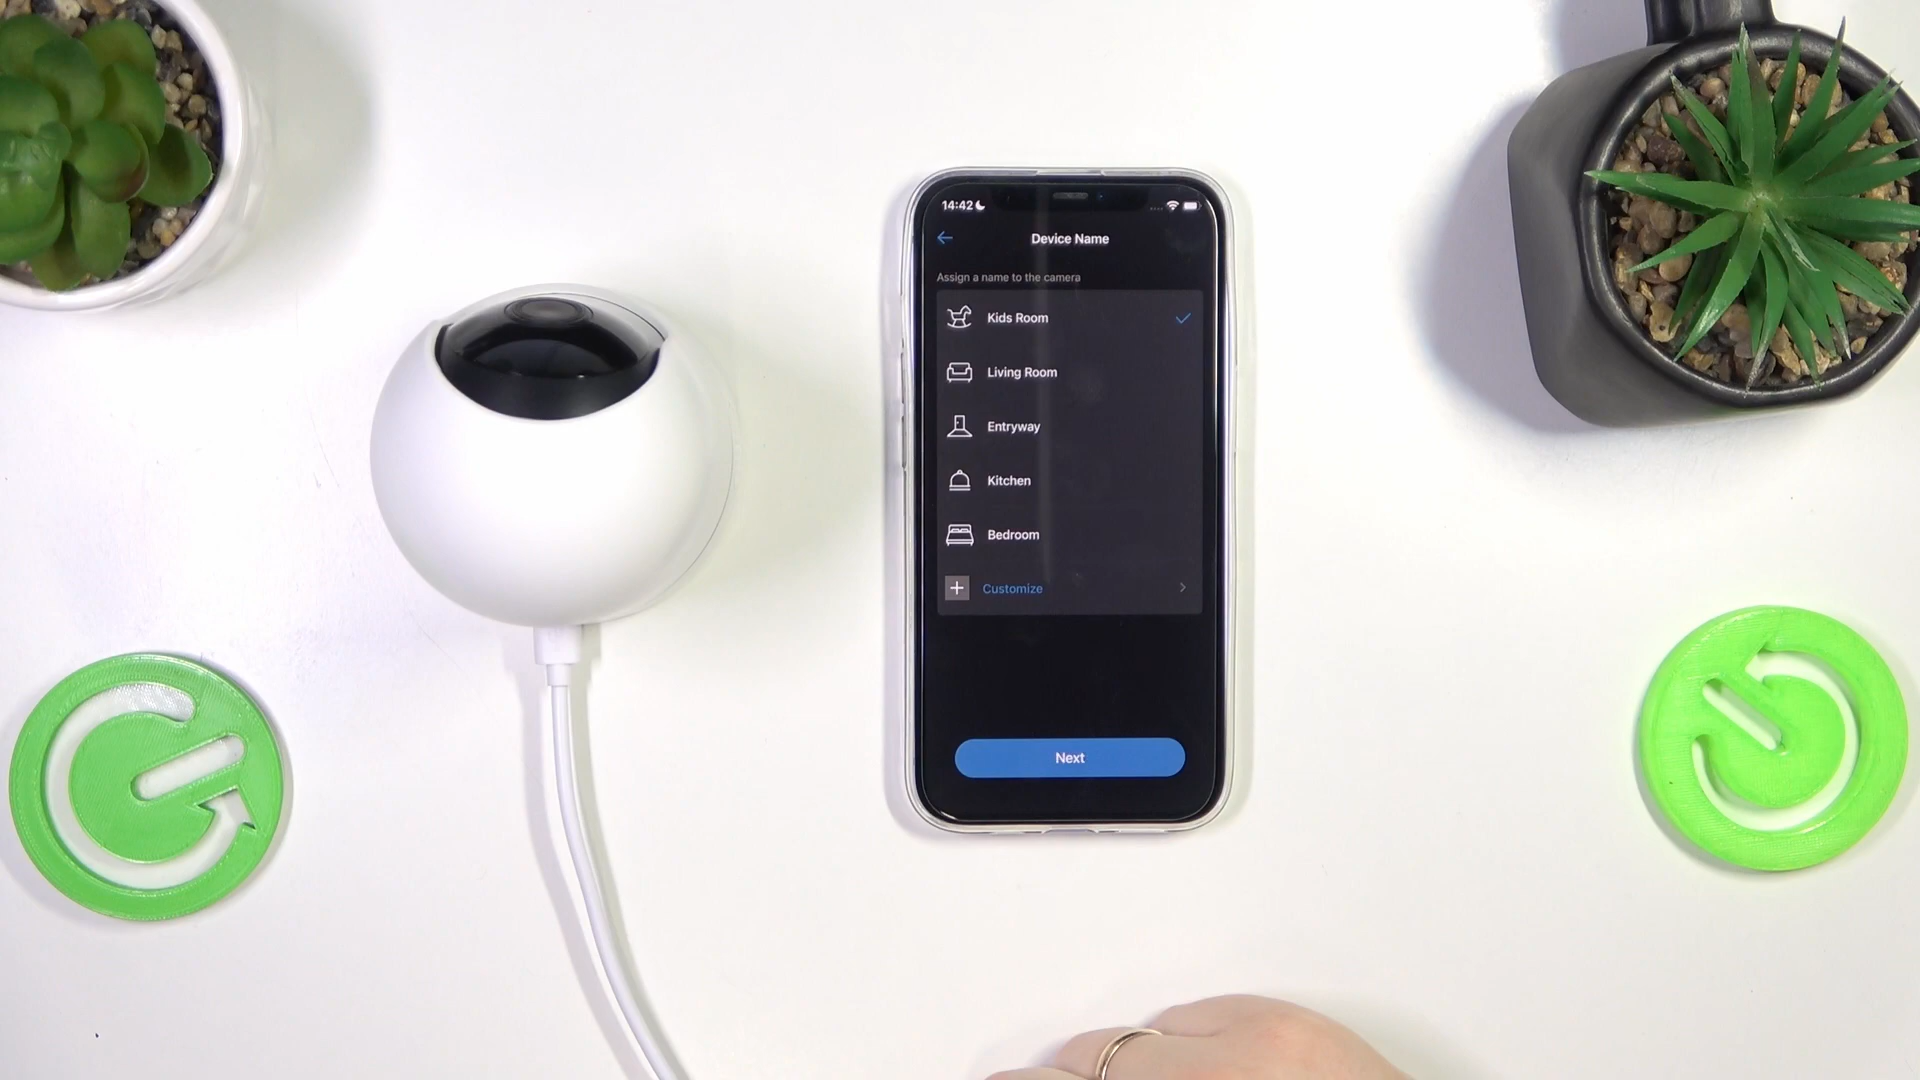 14:42
Device Name
Assign a name to the camera
Kids Room
Living Room
Entryway
Kitchen
Bedroom
Customize
Next